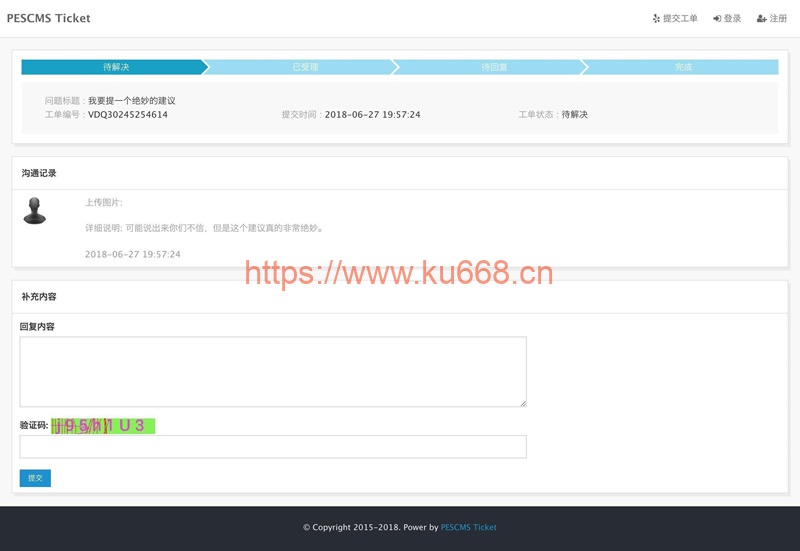 PESCMS Ticket
提交工单 登录 注册
待解决 已受理 待回复 完成
问题标题 : 我要提一个绝妙的建议
工单编号 : VDQ30245254614 提交时间 : 2018-06-27 19:57:24 工单状态 : 待解决
沟通记录
上传图片:
详细说明: 可能说出来你们不信，但是这个建议真的非常绝妙。
2018-06-27 19:57:24
https://www.ku668.cn
补充内容
回复内容
验证码: j95h1U3
提交
© Copyright 2015-2018. Power by PESCMS Ticket